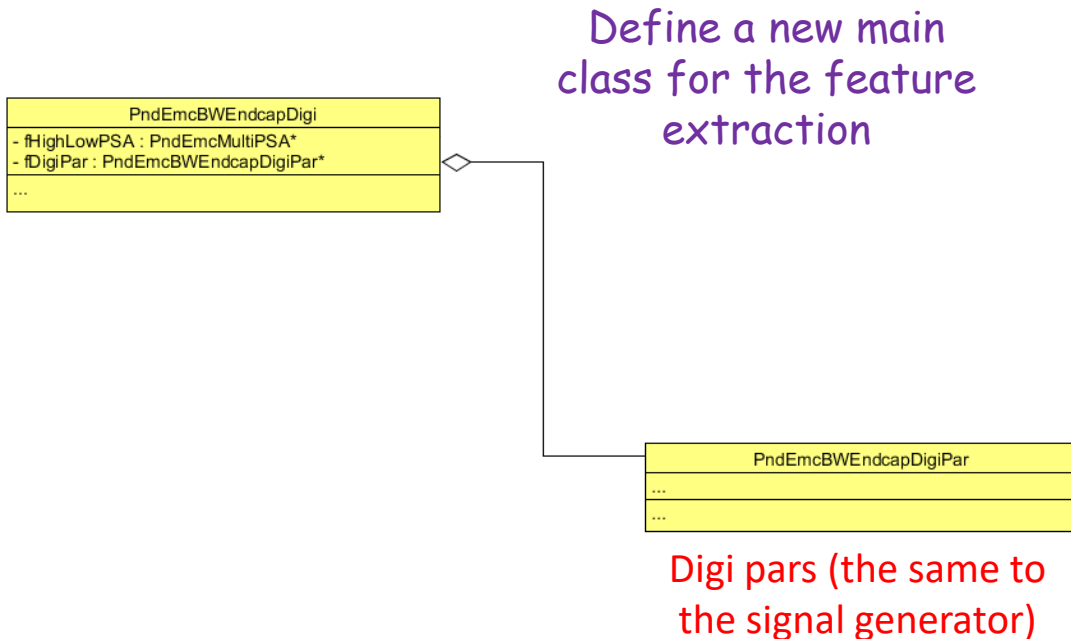 Define a new main
class for the feature
extraction
PndEmcBWEndcapDigi
- fHighLowPSA : PndEmcMultiPSA*
- fDigiPar : PndEmcBWEndcapDigiPar*
...
PndEmcBWEndcapDigiPar
...
...
Digi pars (the same to
the signal generator)